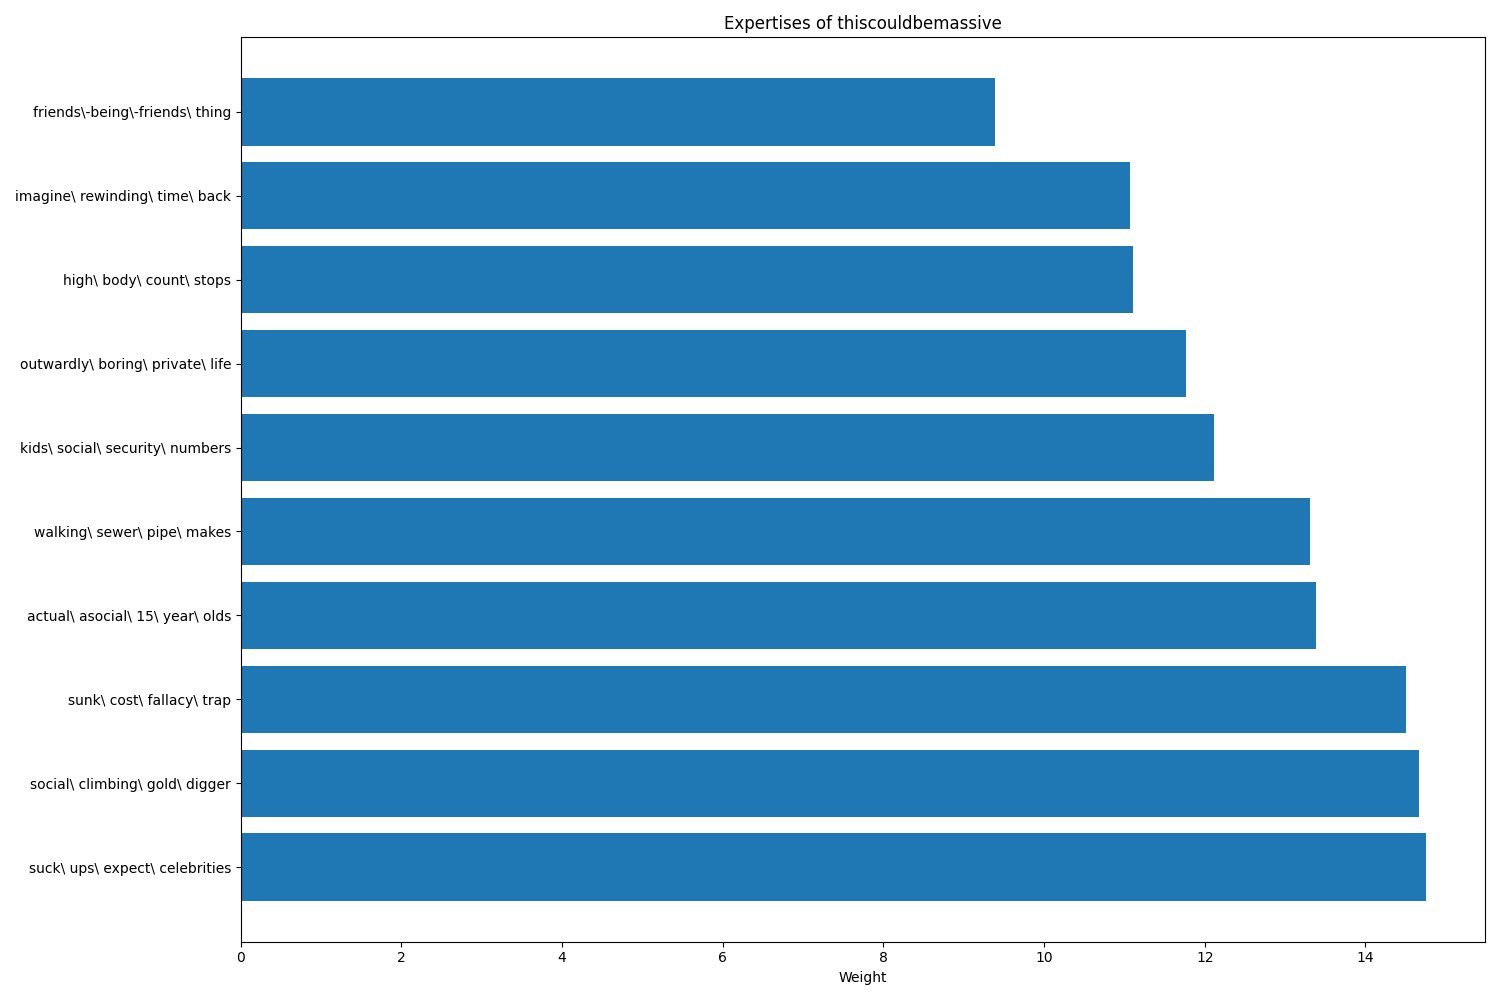 Expertises of thiscouldbemassive
friends\-being\-friends\ thing
imagine\ rewinding\ time\ back
high\ body\ count\ stops
outwardly\ boring\ private\ life
kids\ social\ security\ numbers
walking\ sewer\ pipe\ makes
actual\ asocial\ 15\ year\ olds
sunk\ cost\ fallacy\ trap
social\ climbing\ gold\ digger
suck\ ups\ expect\ celebrities
0 2 4 6 8 10 12 14
Weight